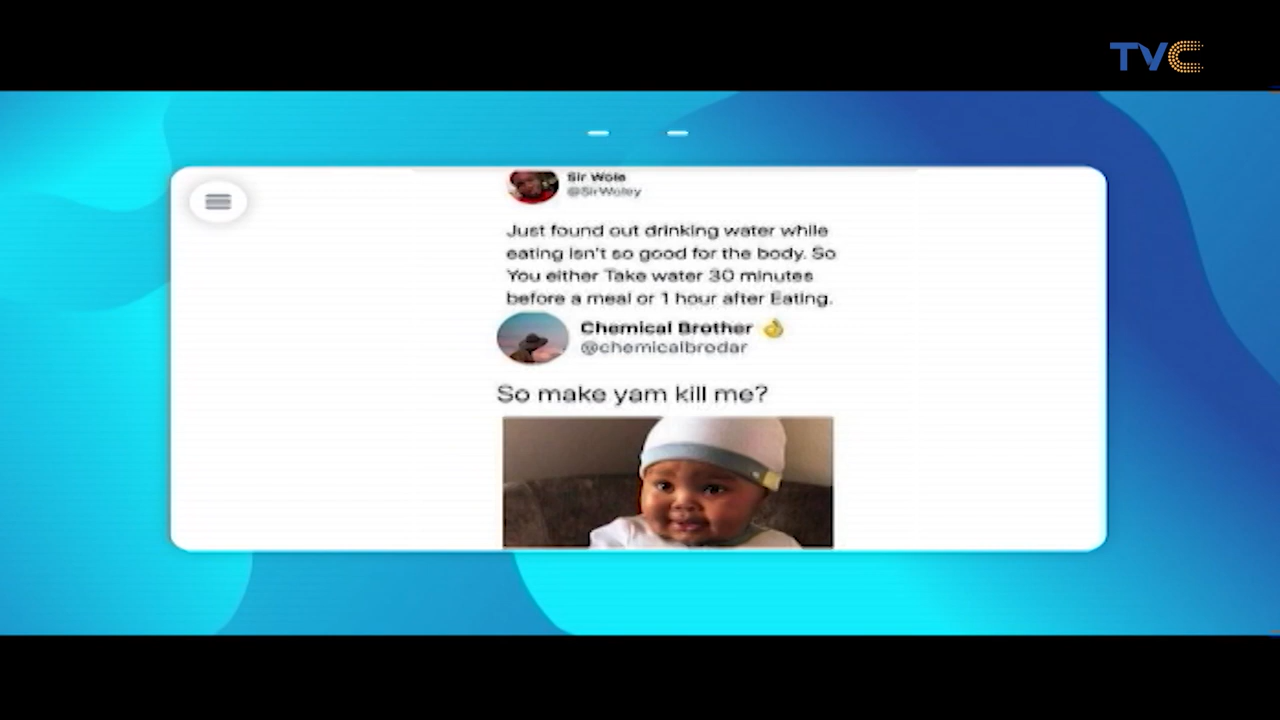 TVC
Sir Wole
@SirWoley
Just found out drinking water while
eating isn't so good for the body. So
You either Take water 30 minutes
before a meal or 1 hour after Eating.
Chemical Brother 👌
@chemicalbrodar
So make yam kill me?